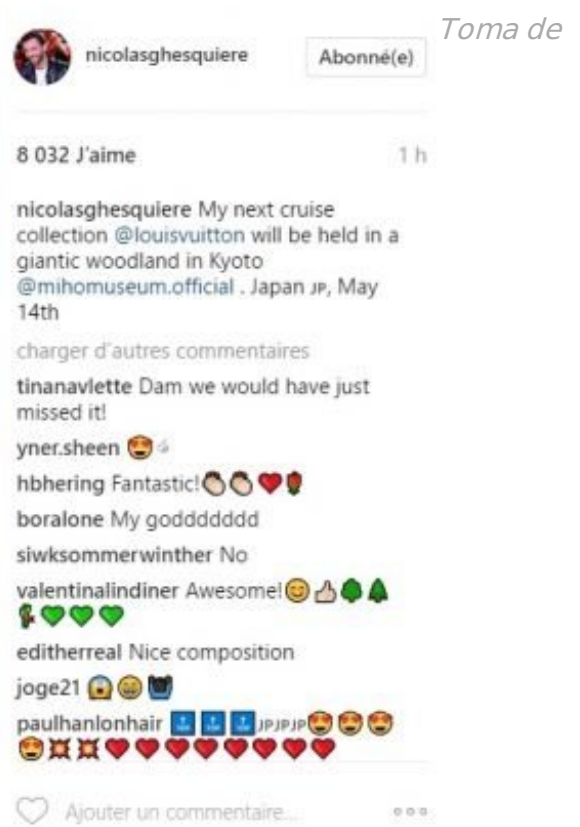 Toma de
nicolasghesquiere
Abonné(e)
8 032 J'aime
1 h
nicolasghesquiere My next cruise
collection @louisvuitton will be held in a
giantic woodland in Kyoto
@mihomuseum.official . Japan JP, May
14th
charger d'autres commentaires
tinanavlette Dam we would have just
missed it!
yner.sheen 😍
hbhering Fantastic!👏👏❤️🌹
boralone My goddddddd
siwksommerwinther No
valentinalindiner Awesome!😊👍🌳🌲
💚💚💚
editherreal Nice composition
joge21 😱😄
paulhanlonhair 🔝🔝🔝JPJPJP😍😍😍
😍💥💥❤️❤️❤️❤️❤️❤️❤️❤️
Ajouter un commentaire...